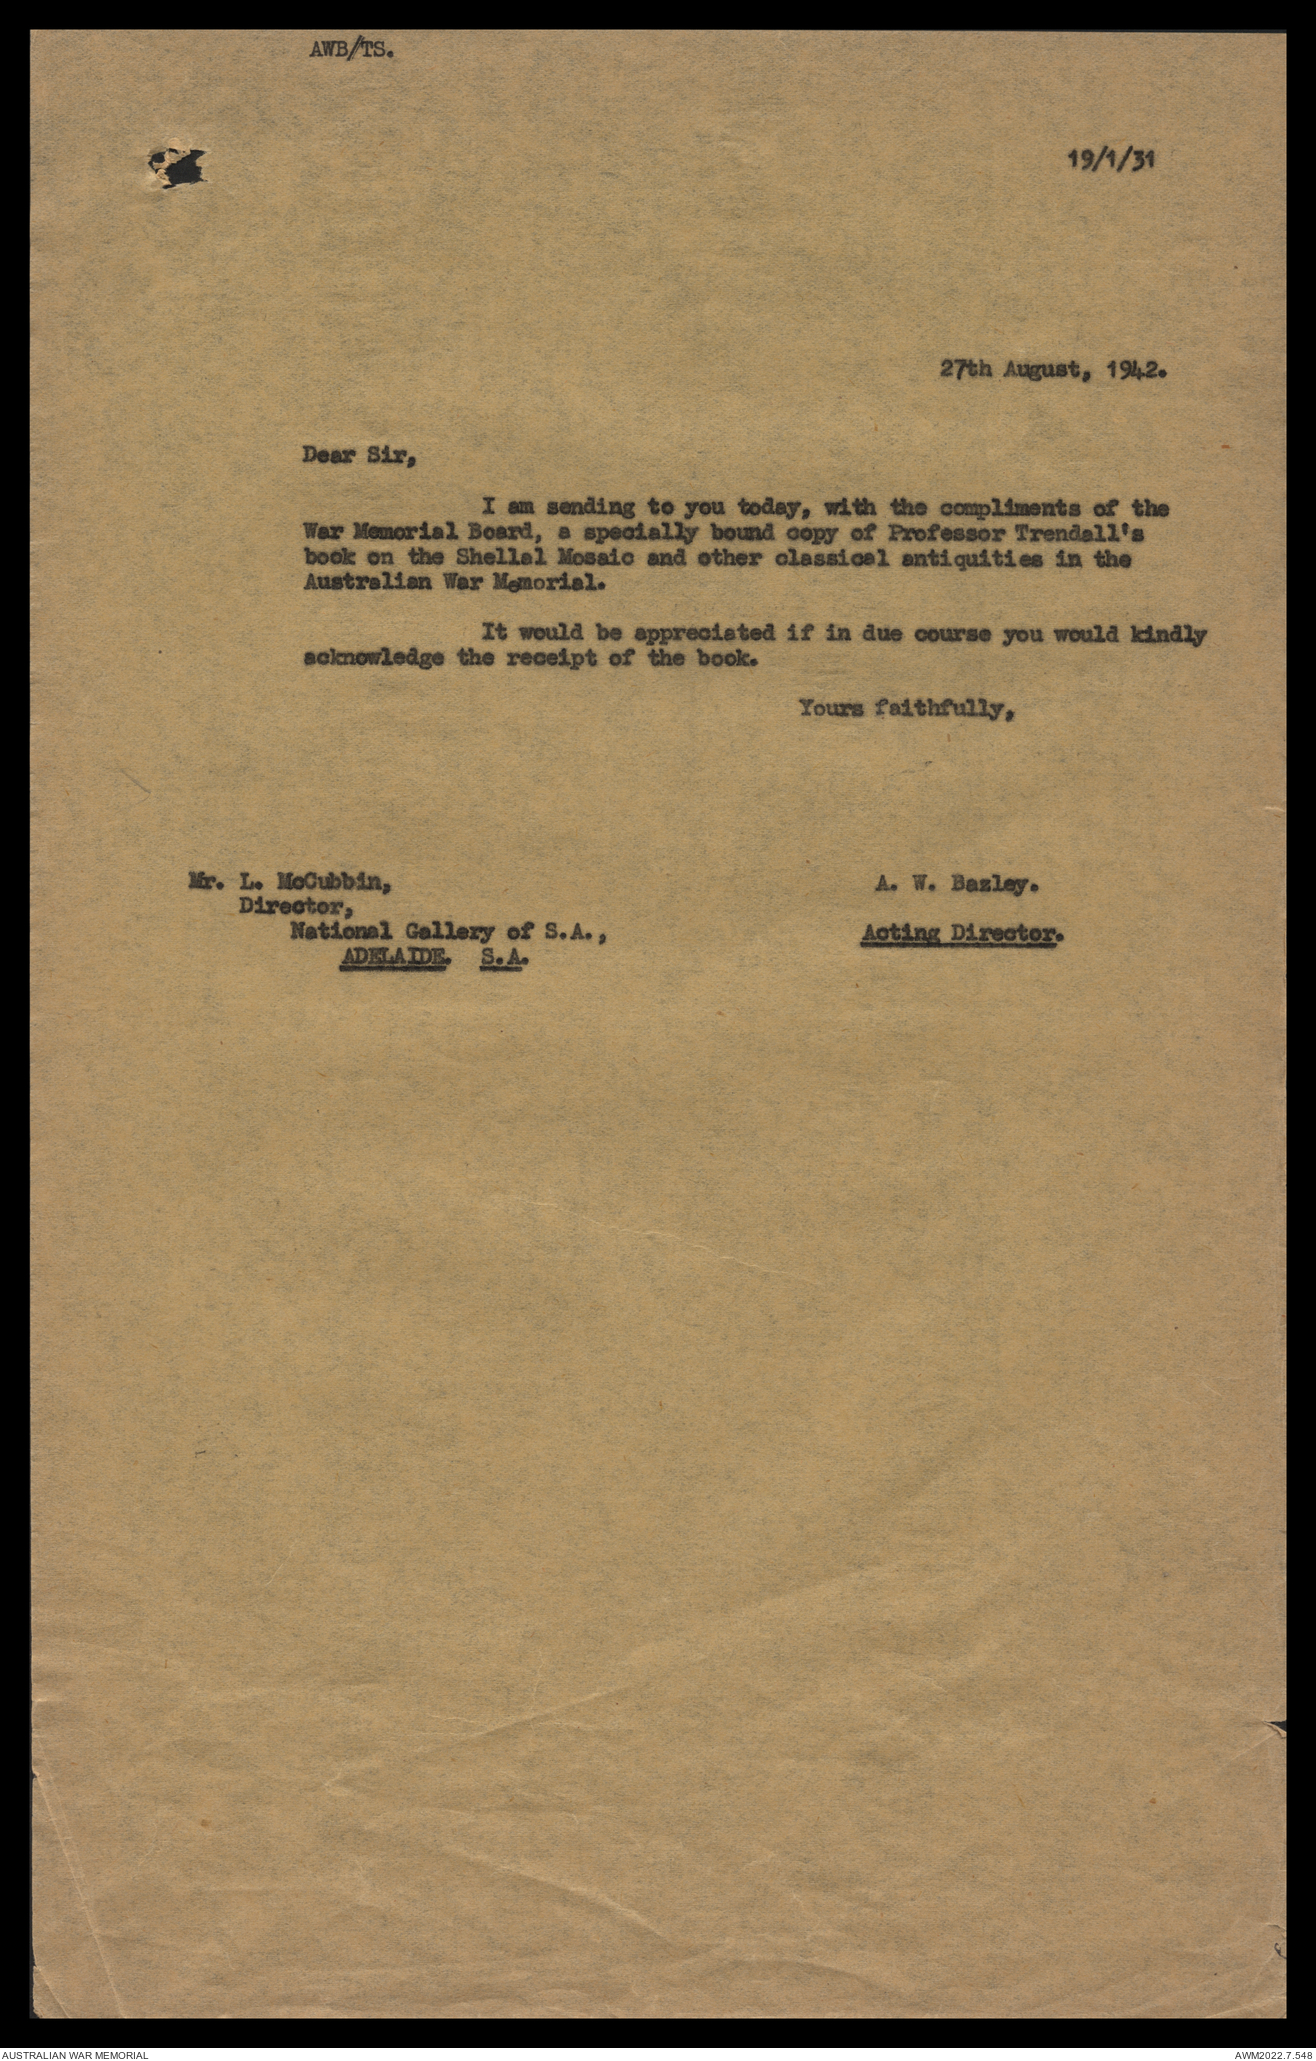 AWB/TS.
19/1/31
27th August, 1942.
Dear Sir,
I am sending to you today, with the compliments of the
War Memorial Board, a specially bound copy of Professor Trendall's
book on the Shellal Mosaic and other classical antiquities in the
Australian War Memorial.
It would be appreciated if in due course you would kindly
acknowledge the receipt of the book.
Yours faithfully,
Mr. L. McCubbin,
Director,
National Gallery of S.A.,
ADELAIDE. S.A.
A. W. Bazley.
Acting Director.
AUSTRALIAN WAR MEMORIAL
AWM2022.7.548